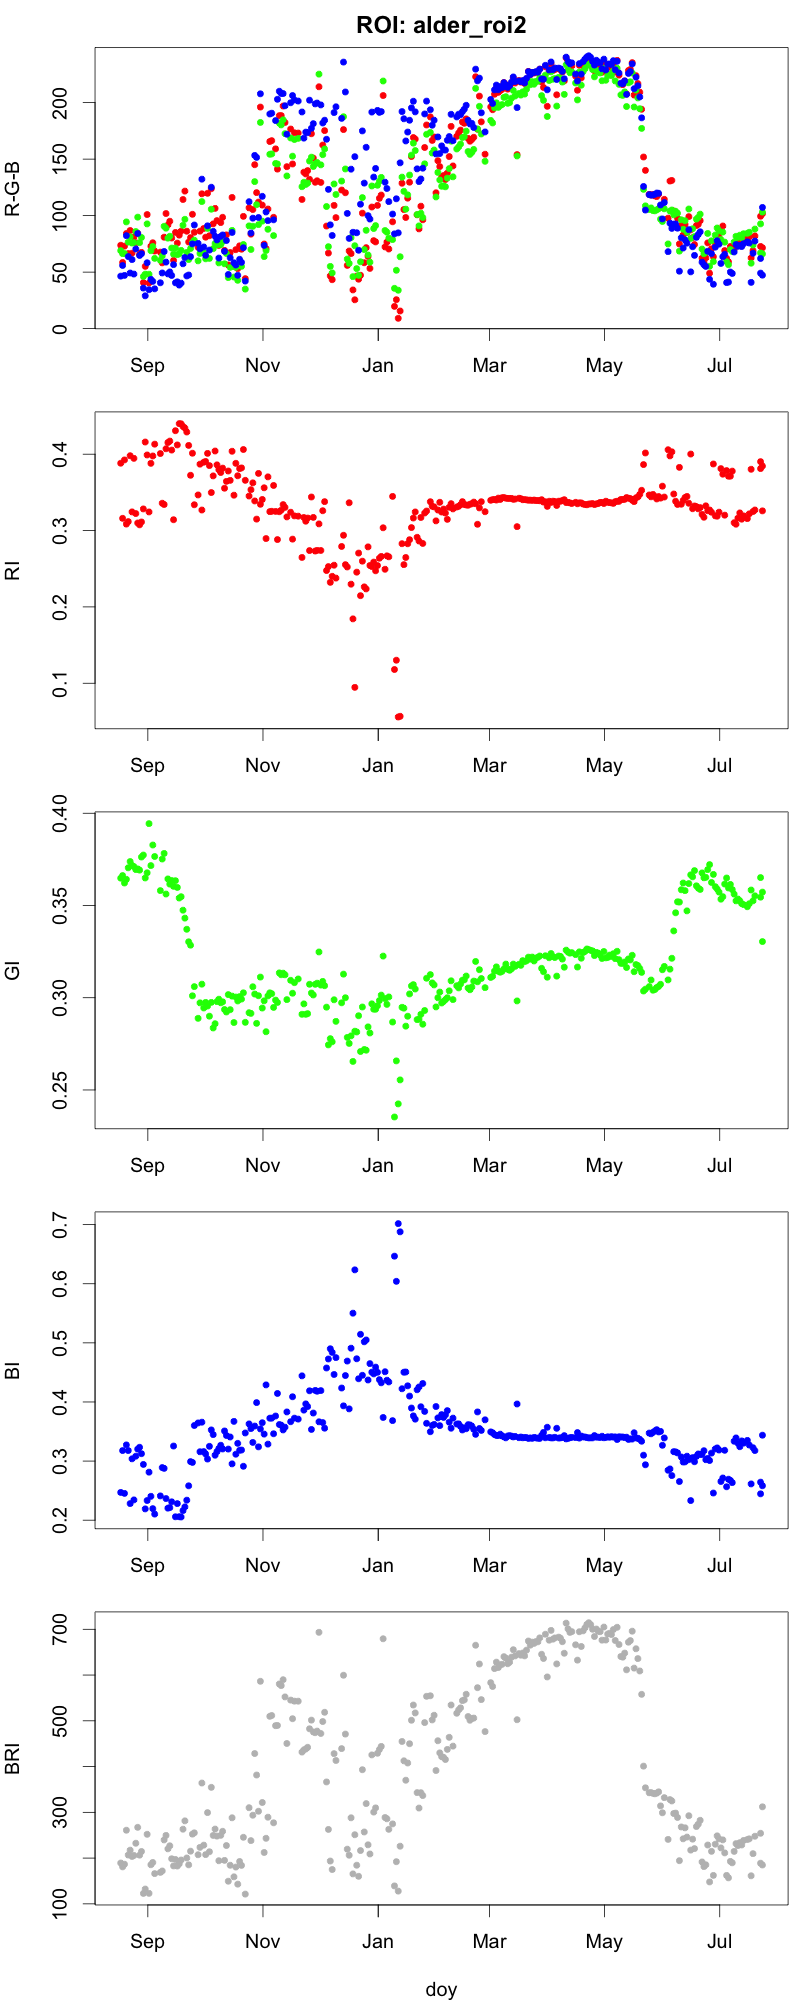 ROI: alder_roi2
R-G-B
200
150
100
50
0
Sep Nov Jan Mar May Jul
RI
0.4
0.3
0.2
0.1
Sep Nov Jan Mar May Jul
GI
0.40
0.35
0.30
0.25
Sep Nov Jan Mar May Jul
BI
0.7
0.6
0.5
0.4
0.3
0.2
Sep Nov Jan Mar May Jul
BRI
700
500
300
100
Sep Nov Jan Mar May Jul
doy